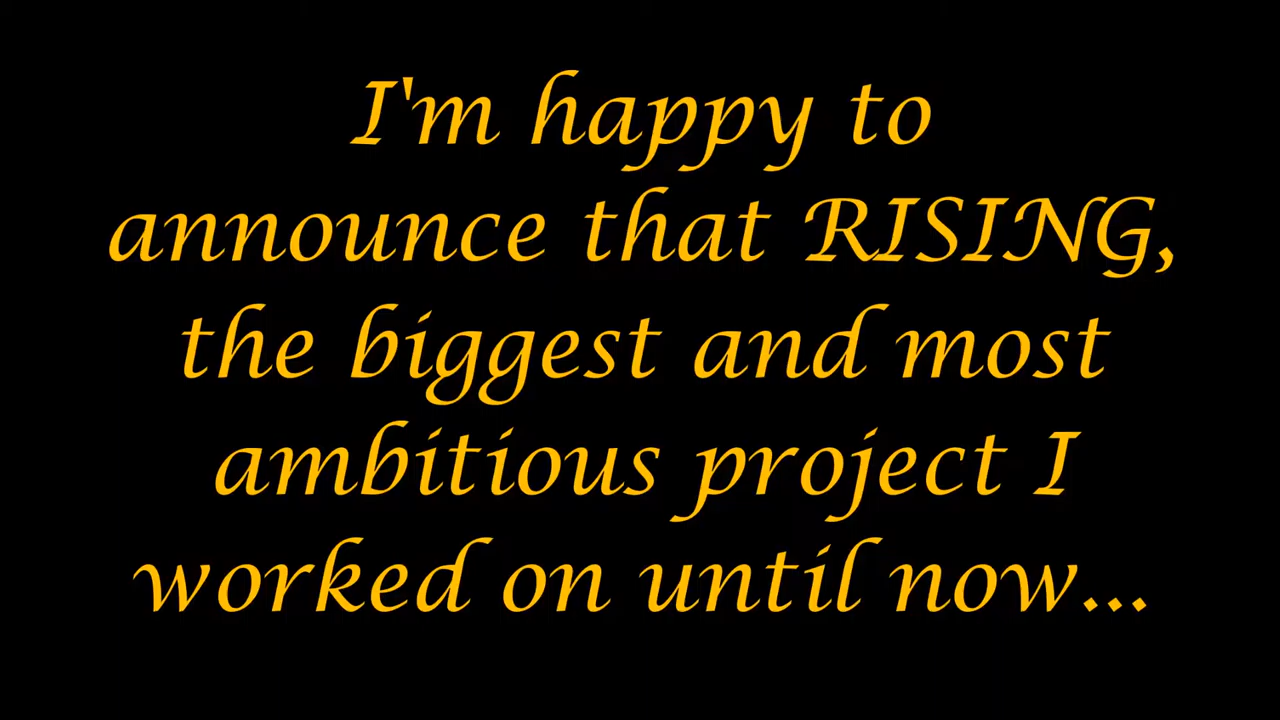 I'm happy to
announce that RISING,
the biggest and most
ambitious project I
worked on until now...